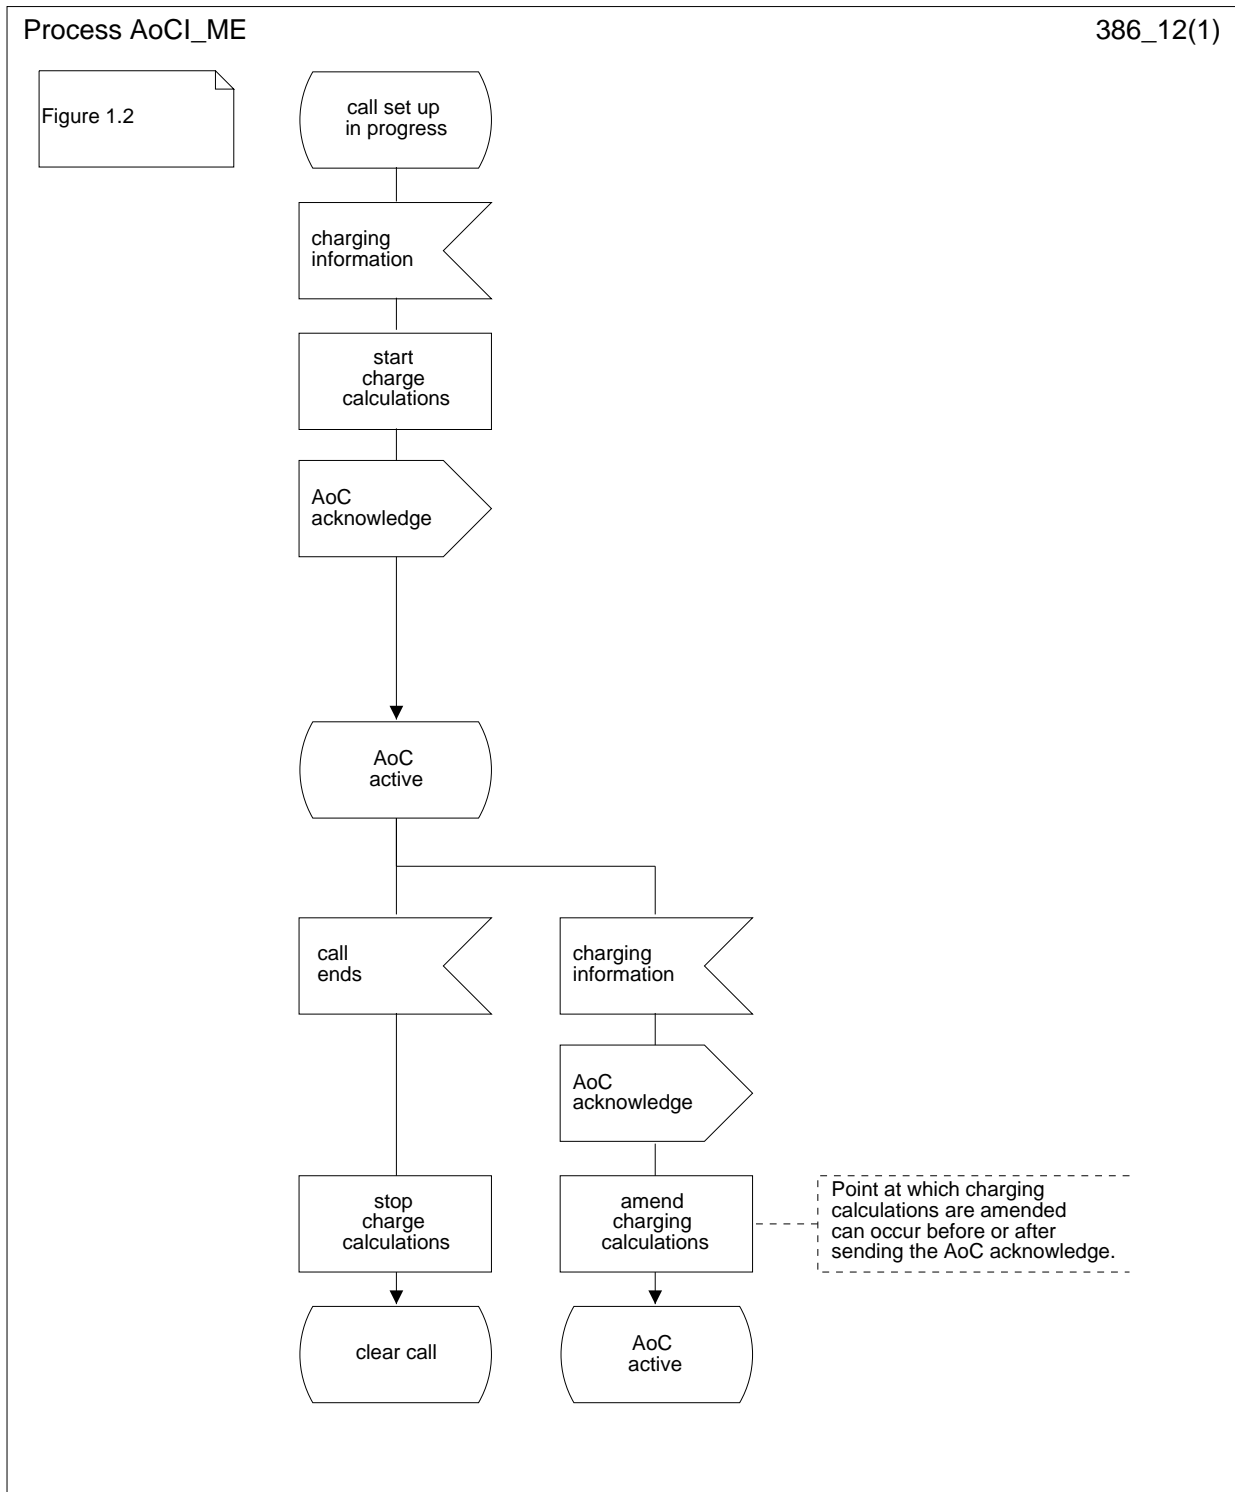 Process AoCI_ME
386_12(1)
Figure 1.2
call set up
in progress
charging
information
start
charge
calculations
AoC
acknowledge
AoC
active
call
ends
charging
information
AoC
acknowledge
stop
charge
calculations
amend
charging
calculations
Point at which charging
calculations are amended
can occur before or after
sending the AoC acknowledge.
clear call
AoC
active